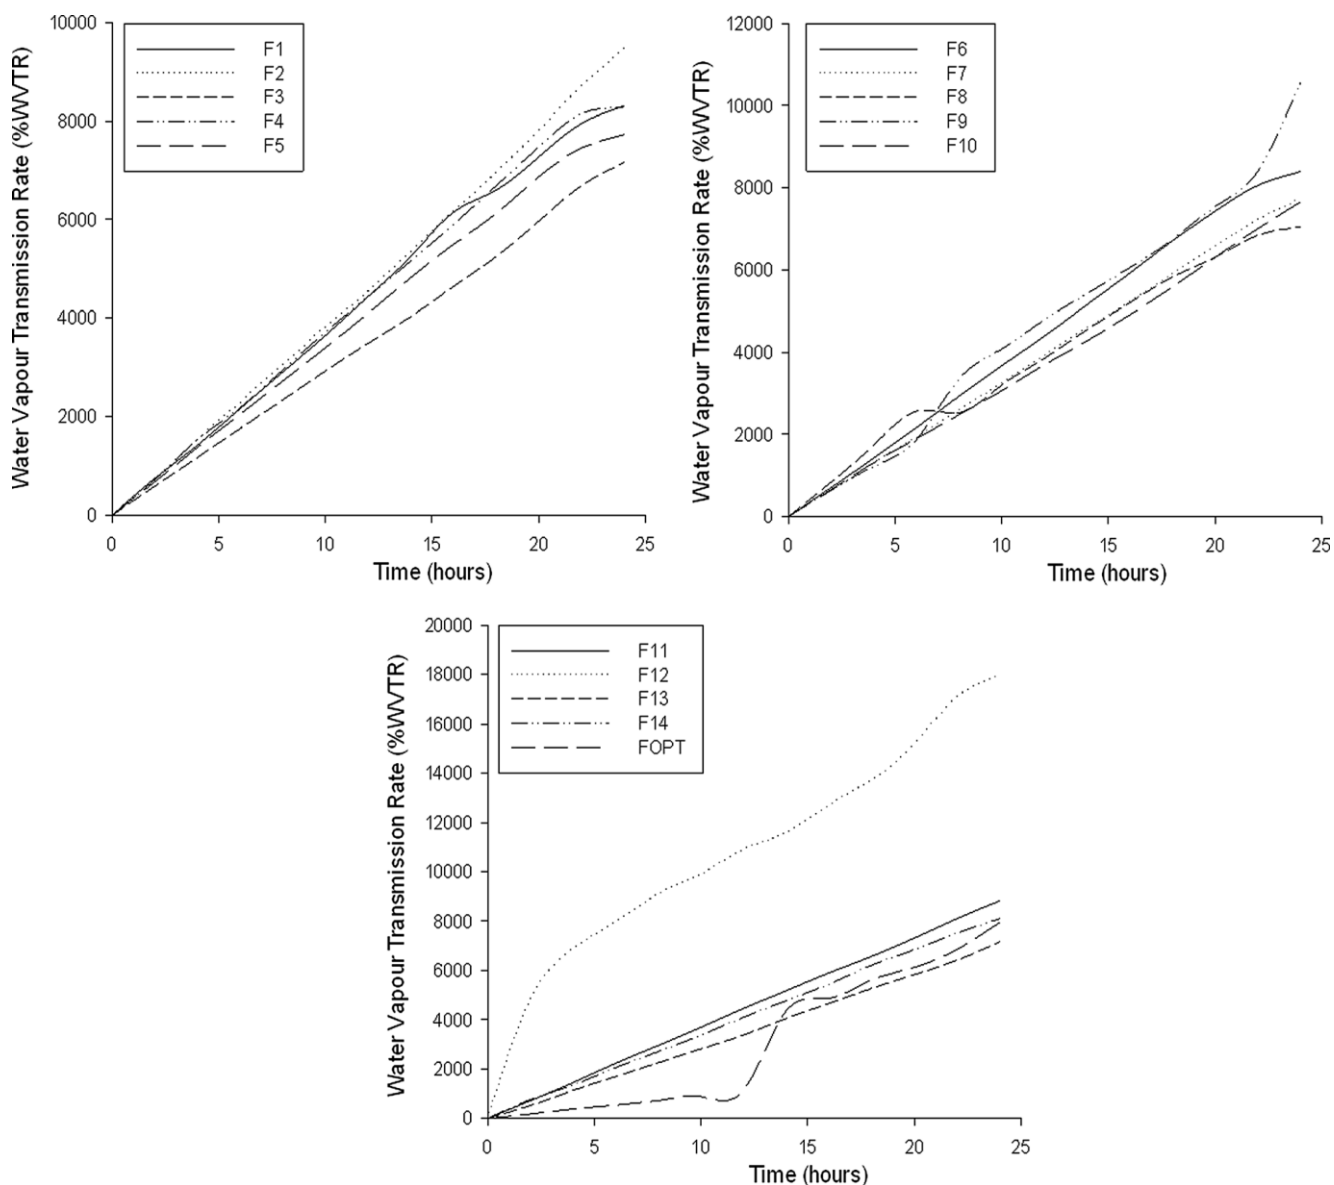 Water Vapour Transmission Rate (%WVTR)
10000
8000
6000
4000
2000
0
F1
F2
F3
F4
F5
0 5 10 15 20 25
Time (hours)
Water Vapour Transmission Rate (%WVTR)
12000
10000
8000
6000
4000
2000
0
F6
F7
F8
F9
F10
0 5 10 15 20 25
Time (hours)
Water Vapour Transmission Rate (%WVTR)
20000
18000
16000
14000
12000
10000
8000
6000
4000
2000
0
F11
F12
F13
F14
FOPT
0 5 10 15 20 25
Time (hours)